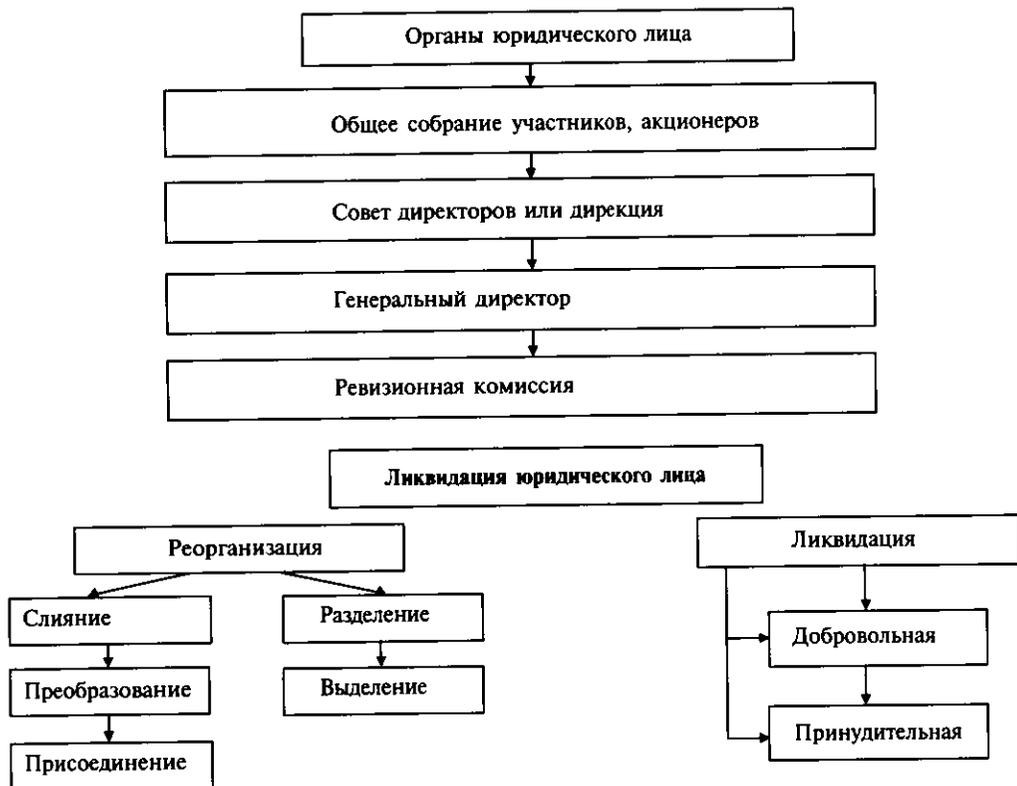 Органы юридического лица
Общее собрание участников, акционеров
Совет директоров или дирекция
Генеральный директор
Ревизионная комиссия
Ликвидация юридического лица
Реорганизация
Ликвидация
Слияние
Разделение
Добровольная
Преобразование
Выделение
Принудительная
Присоединение